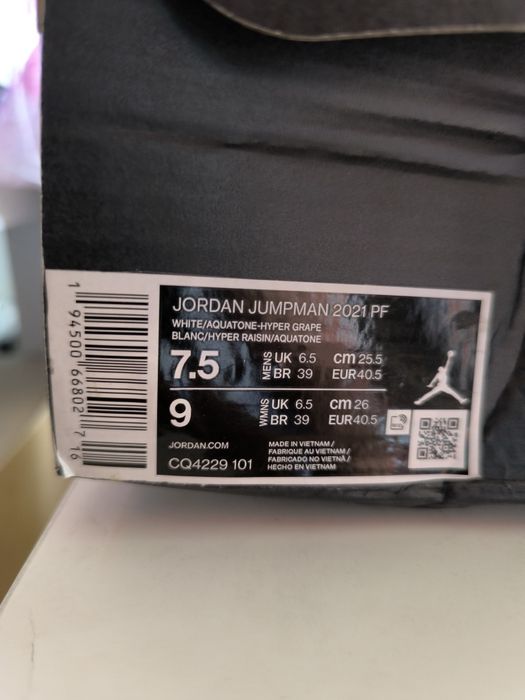 1 94500 66802 7 16
JORDAN JUMPMAN 2021 PF
WHITE/AQUATONE-HYPER GRAPE
BLANC/HYPER RAISIN/AQUATONE
7.5 MENS UK 6.5 cm 25.5
BR 39 EUR 40.5
9 WMNS UK 6.5 cm 26
BR 39 EUR 40.5
JORDAN.COM
CQ4229 101
MADE IN VIETNAM /
FABRIQUE AU VIETNAM /
FABRICADO NO VIETNÃ /
HECHO EN VIETNAM